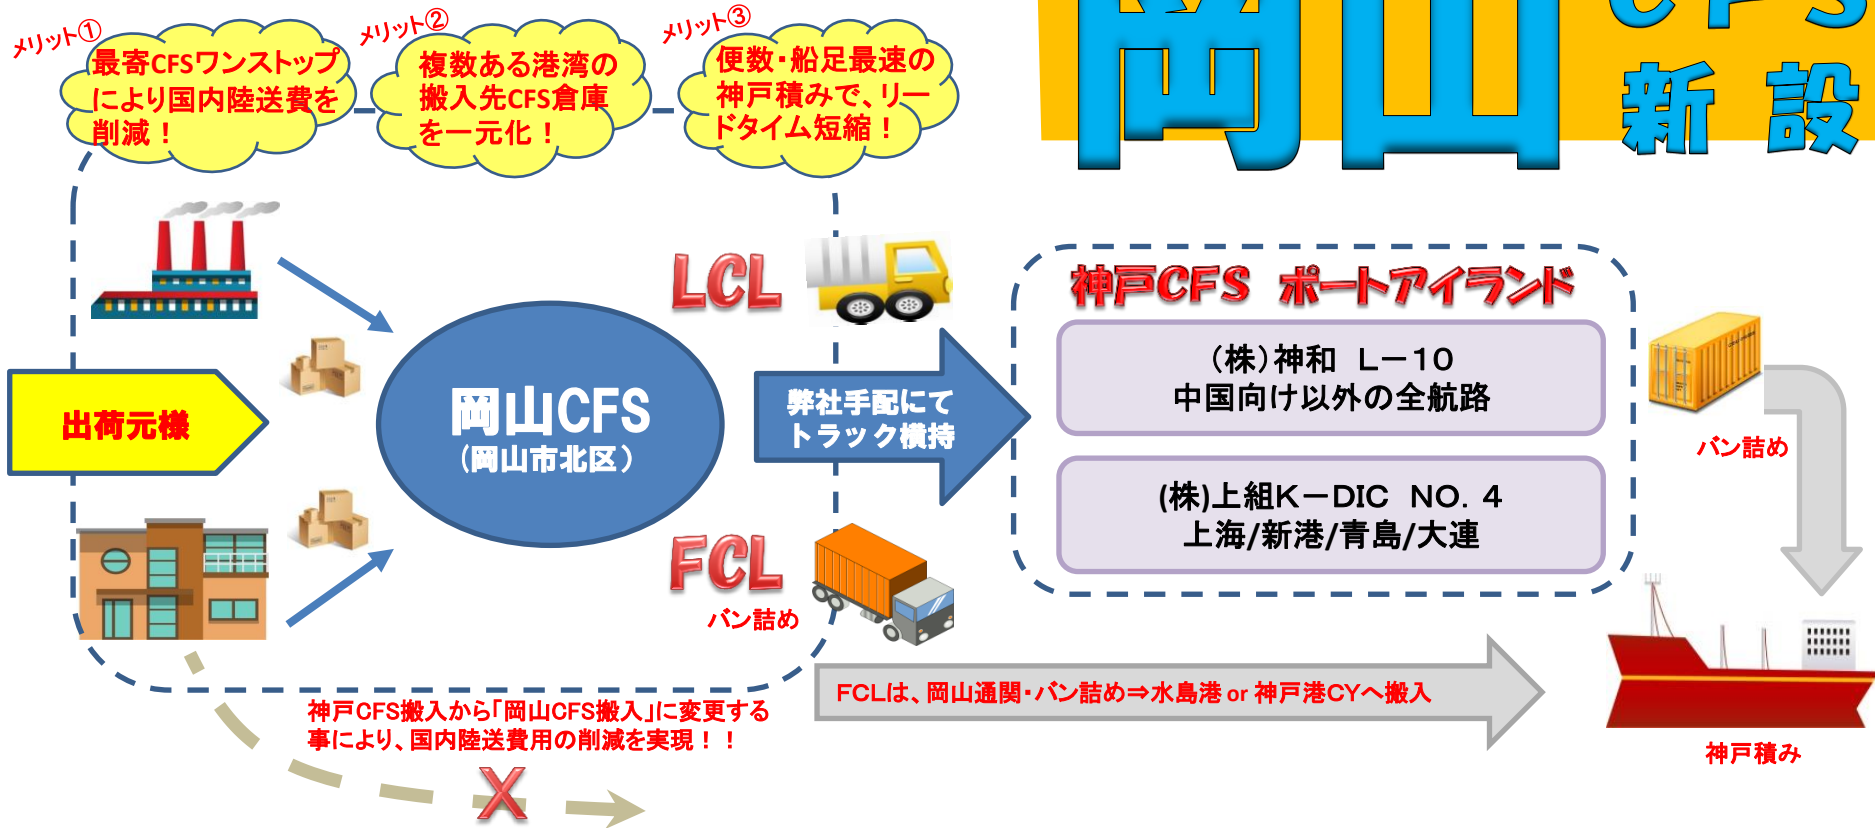 メリット①
最寄CFSワンストップ
により国内陸送費を
削減！
メリット②
複数ある港湾の
搬入先CFS倉庫
を一元化！
メリット③
便数・船足最速の
神戸積みで、リー
ドタイム短縮！
岡山
CFS
新設
出荷元様
岡山CFS
(岡山市北区)
LCL
FCL
バン詰め
弊社手配にて
トラック横持
神戸CFS ポートアイランド
（株）神和 Ｌ－１０
中国向け以外の全航路
(株)上組Ｋ－DIC NO. 4
上海/新港/青島/大連
バン詰め
FCLは、岡山通関・バン詰め⇒水島港 or 神戸港CYへ搬入
神戸積み
神戸CFS搬入から「岡山CFS搬入」に変更する
事により、国内陸送費用の削減を実現！！
X